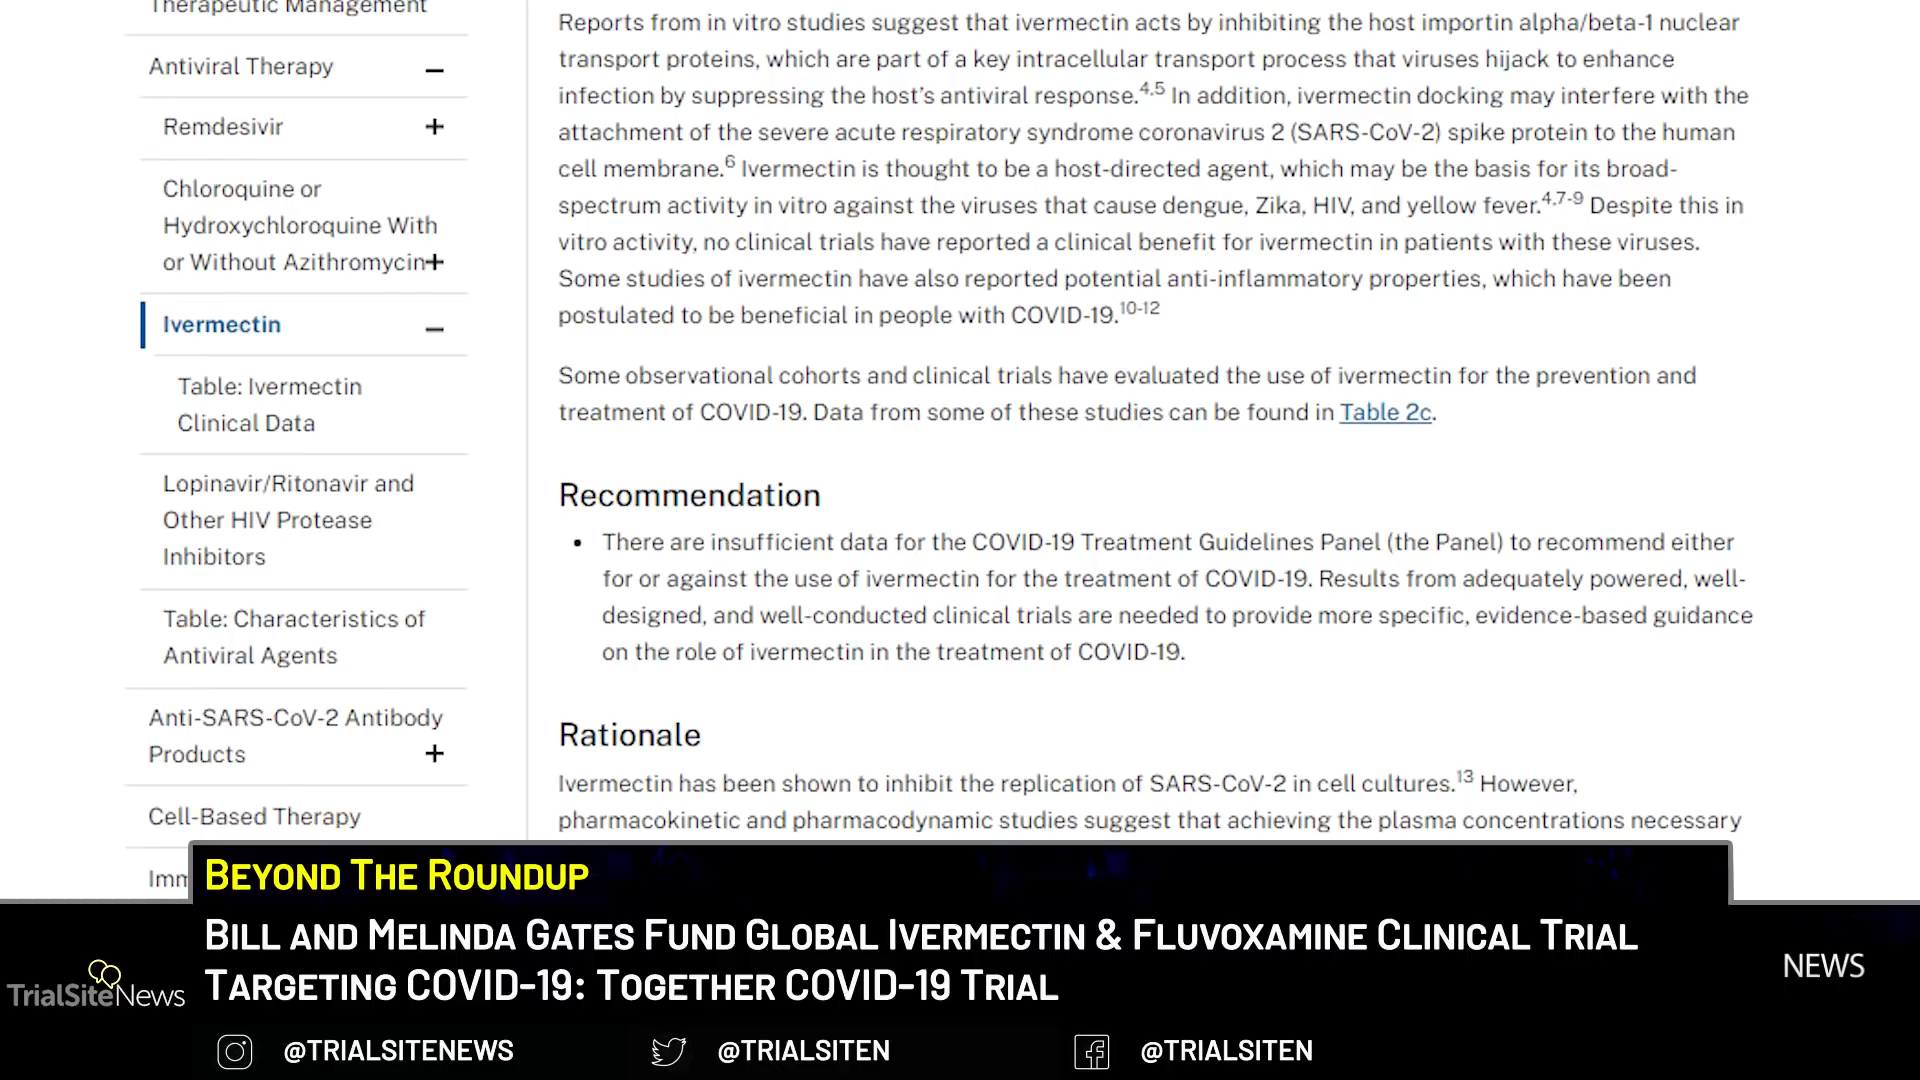 Therapeutic Management
Antiviral Therapy
Remdesivir
Chloroquine or
Hydroxychloroquine With
or Without Azithromycin
Ivermectin
Table: Ivermectin
Clinical Data
Lopinavir/Ritonavir and
Other HIV Protease
Inhibitors
Table: Characteristics of
Antiviral Agents
Anti-SARS-CoV-2 Antibody
Products
Cell-Based Therapy
Reports from in vitro studies suggest that ivermectin acts by inhibiting the host importin alpha/beta-1 nuclear
transport proteins, which are part of a key intracellular transport process that viruses hijack to enhance
infection by suppressing the host's antiviral response.4,5 In addition, ivermectin docking may interfere with the
attachment of the severe acute respiratory syndrome coronavirus 2 (SARS-CoV-2) spike protein to the human
cell membrane.6 Ivermectin is thought to be a host-directed agent, which may be the basis for its broad-
spectrum activity in vitro against the viruses that cause dengue, Zika, HIV, and yellow fever.4,7-9 Despite this in
vitro activity, no clinical trials have reported a clinical benefit for ivermectin in patients with these viruses.
Some studies of ivermectin have also reported potential anti-inflammatory properties, which have been
postulated to be beneficial in people with COVID-19.10-12
Some observational cohorts and clinical trials have evaluated the use of ivermectin for the prevention and
treatment of COVID-19. Data from some of these studies can be found in Table 2c.
Recommendation
• There are insufficient data for the COVID-19 Treatment Guidelines Panel (the Panel) to recommend either
for or against the use of ivermectin for the treatment of COVID-19. Results from adequately powered, well-
designed, and well-conducted clinical trials are needed to provide more specific, evidence-based guidance
on the role of ivermectin in the treatment of COVID-19.
Rationale
Ivermectin has been shown to inhibit the replication of SARS-CoV-2 in cell cultures.13 However,
pharmacokinetic and pharmacodynamic studies suggest that achieving the plasma concentrations necessary
Beyond The Roundup
Bill and Melinda Gates Fund Global Ivermectin & Fluvoxamine Clinical Trial
Targeting COVID-19: Together COVID-19 Trial
TrialSiteNews
NEWS
@TRIALSITENEWS
@TRIALSITEN
@TRIALSITEN